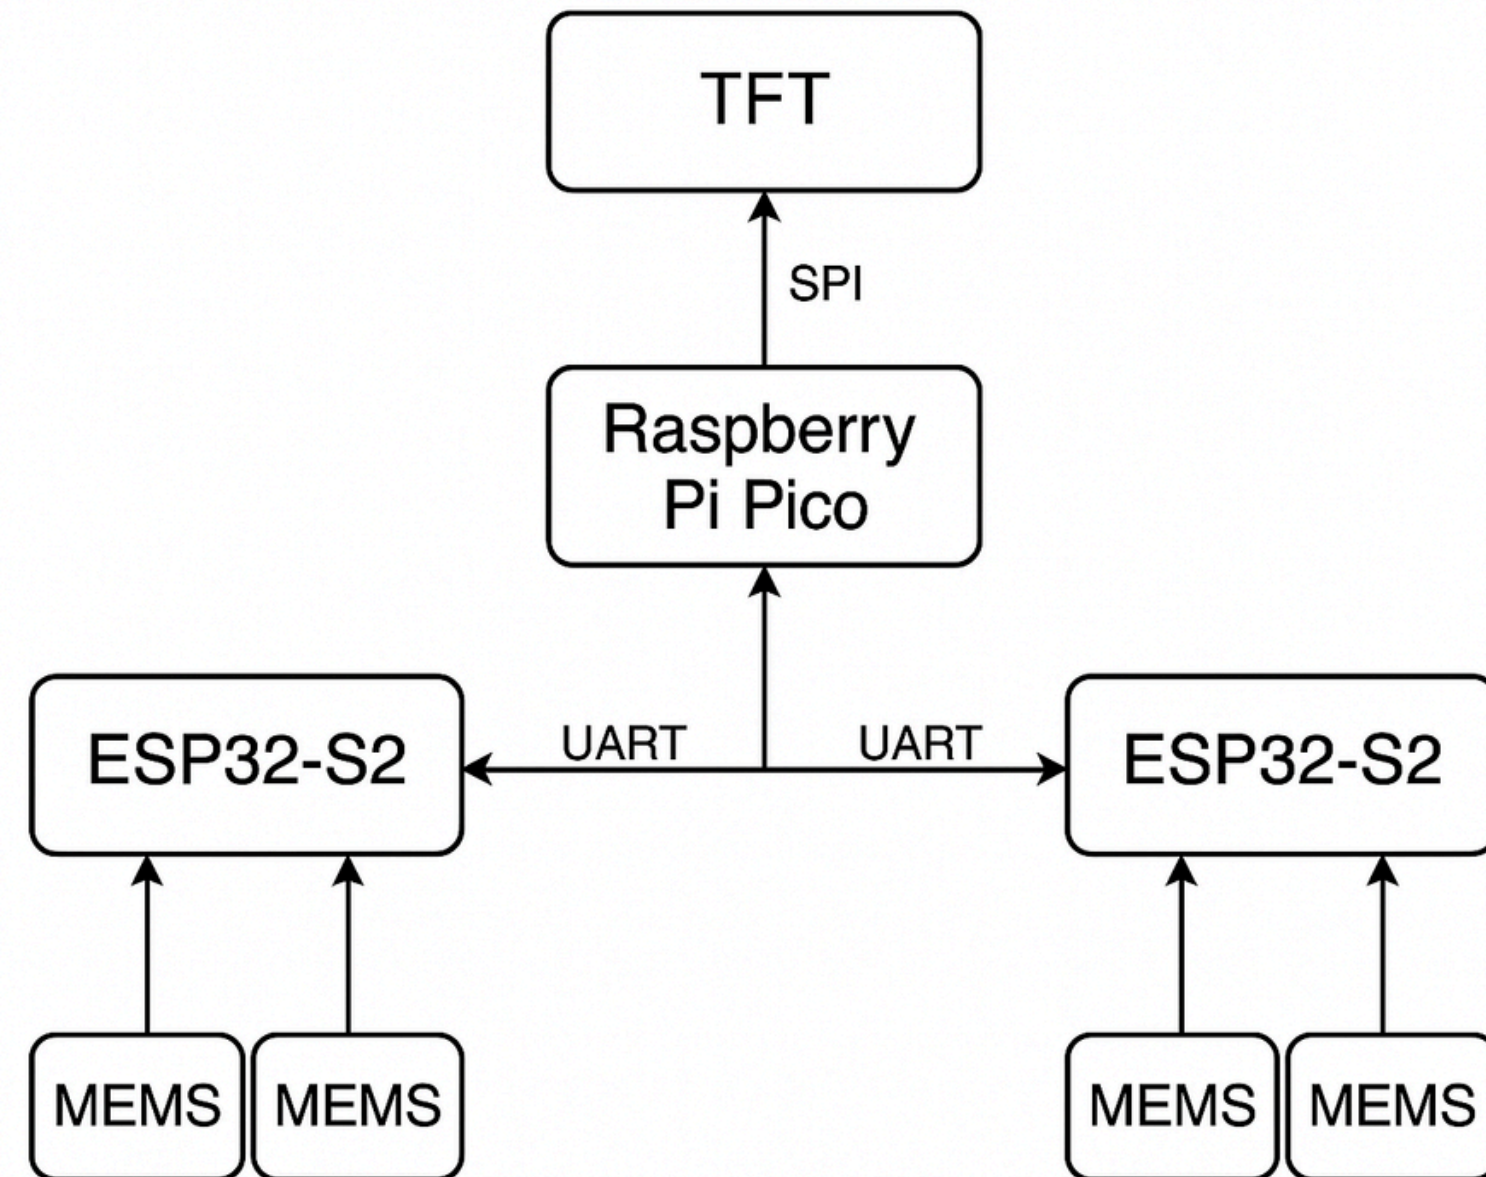 TFT
SPI
Raspberry
Pi Pico
UART
UART
ESP32-S2
ESP32-S2
MEMS
MEMS
MEMS
MEMS